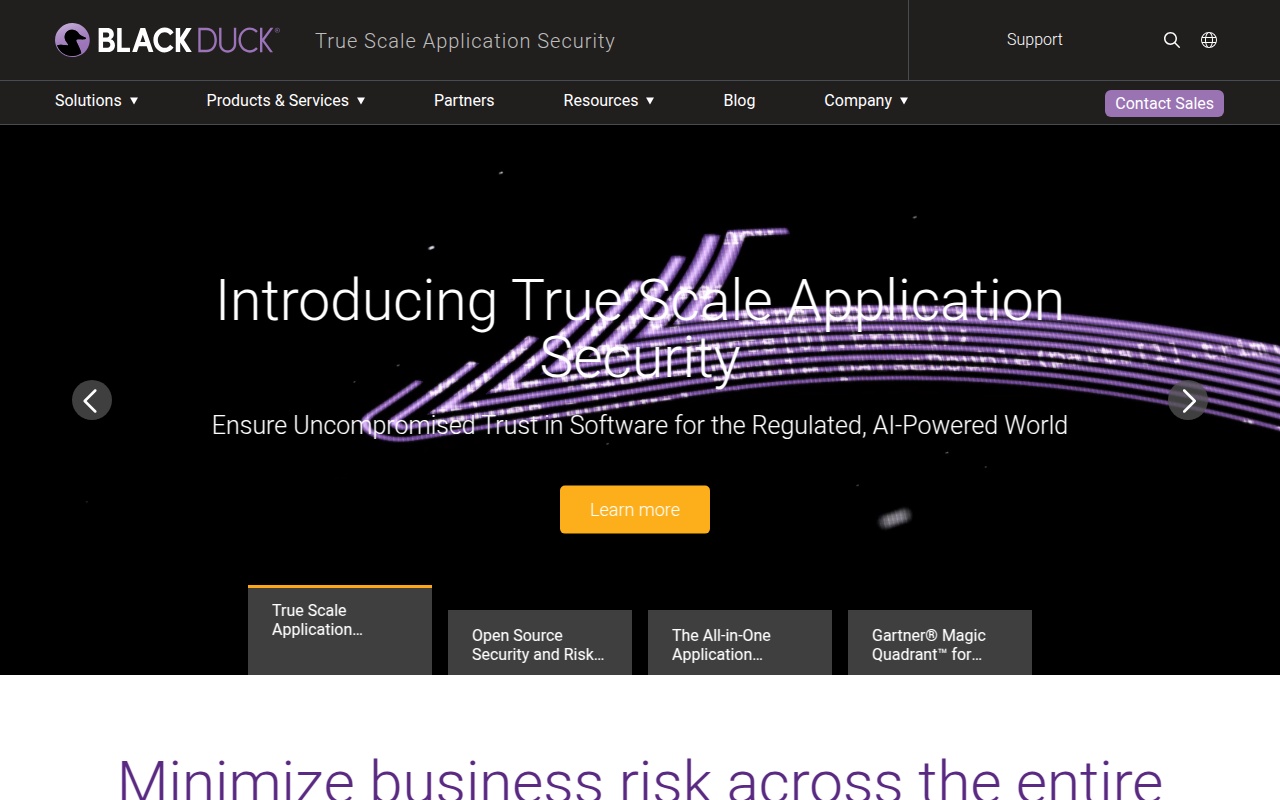 BLACK DUCK®
True Scale Application Security
Support
Solutions
Products & Services
Partners
Resources
Blog
Company
Contact Sales
Introducing True Scale Application
Security
Ensure Uncompromised Trust in Software for the Regulated, AI-Powered World
Learn more
True Scale
Application...
Open Source
Security and Risk...
The All-in-One
Application...
Gartner® Magic
Quadrant™ for...
Minimize business risk across the entire